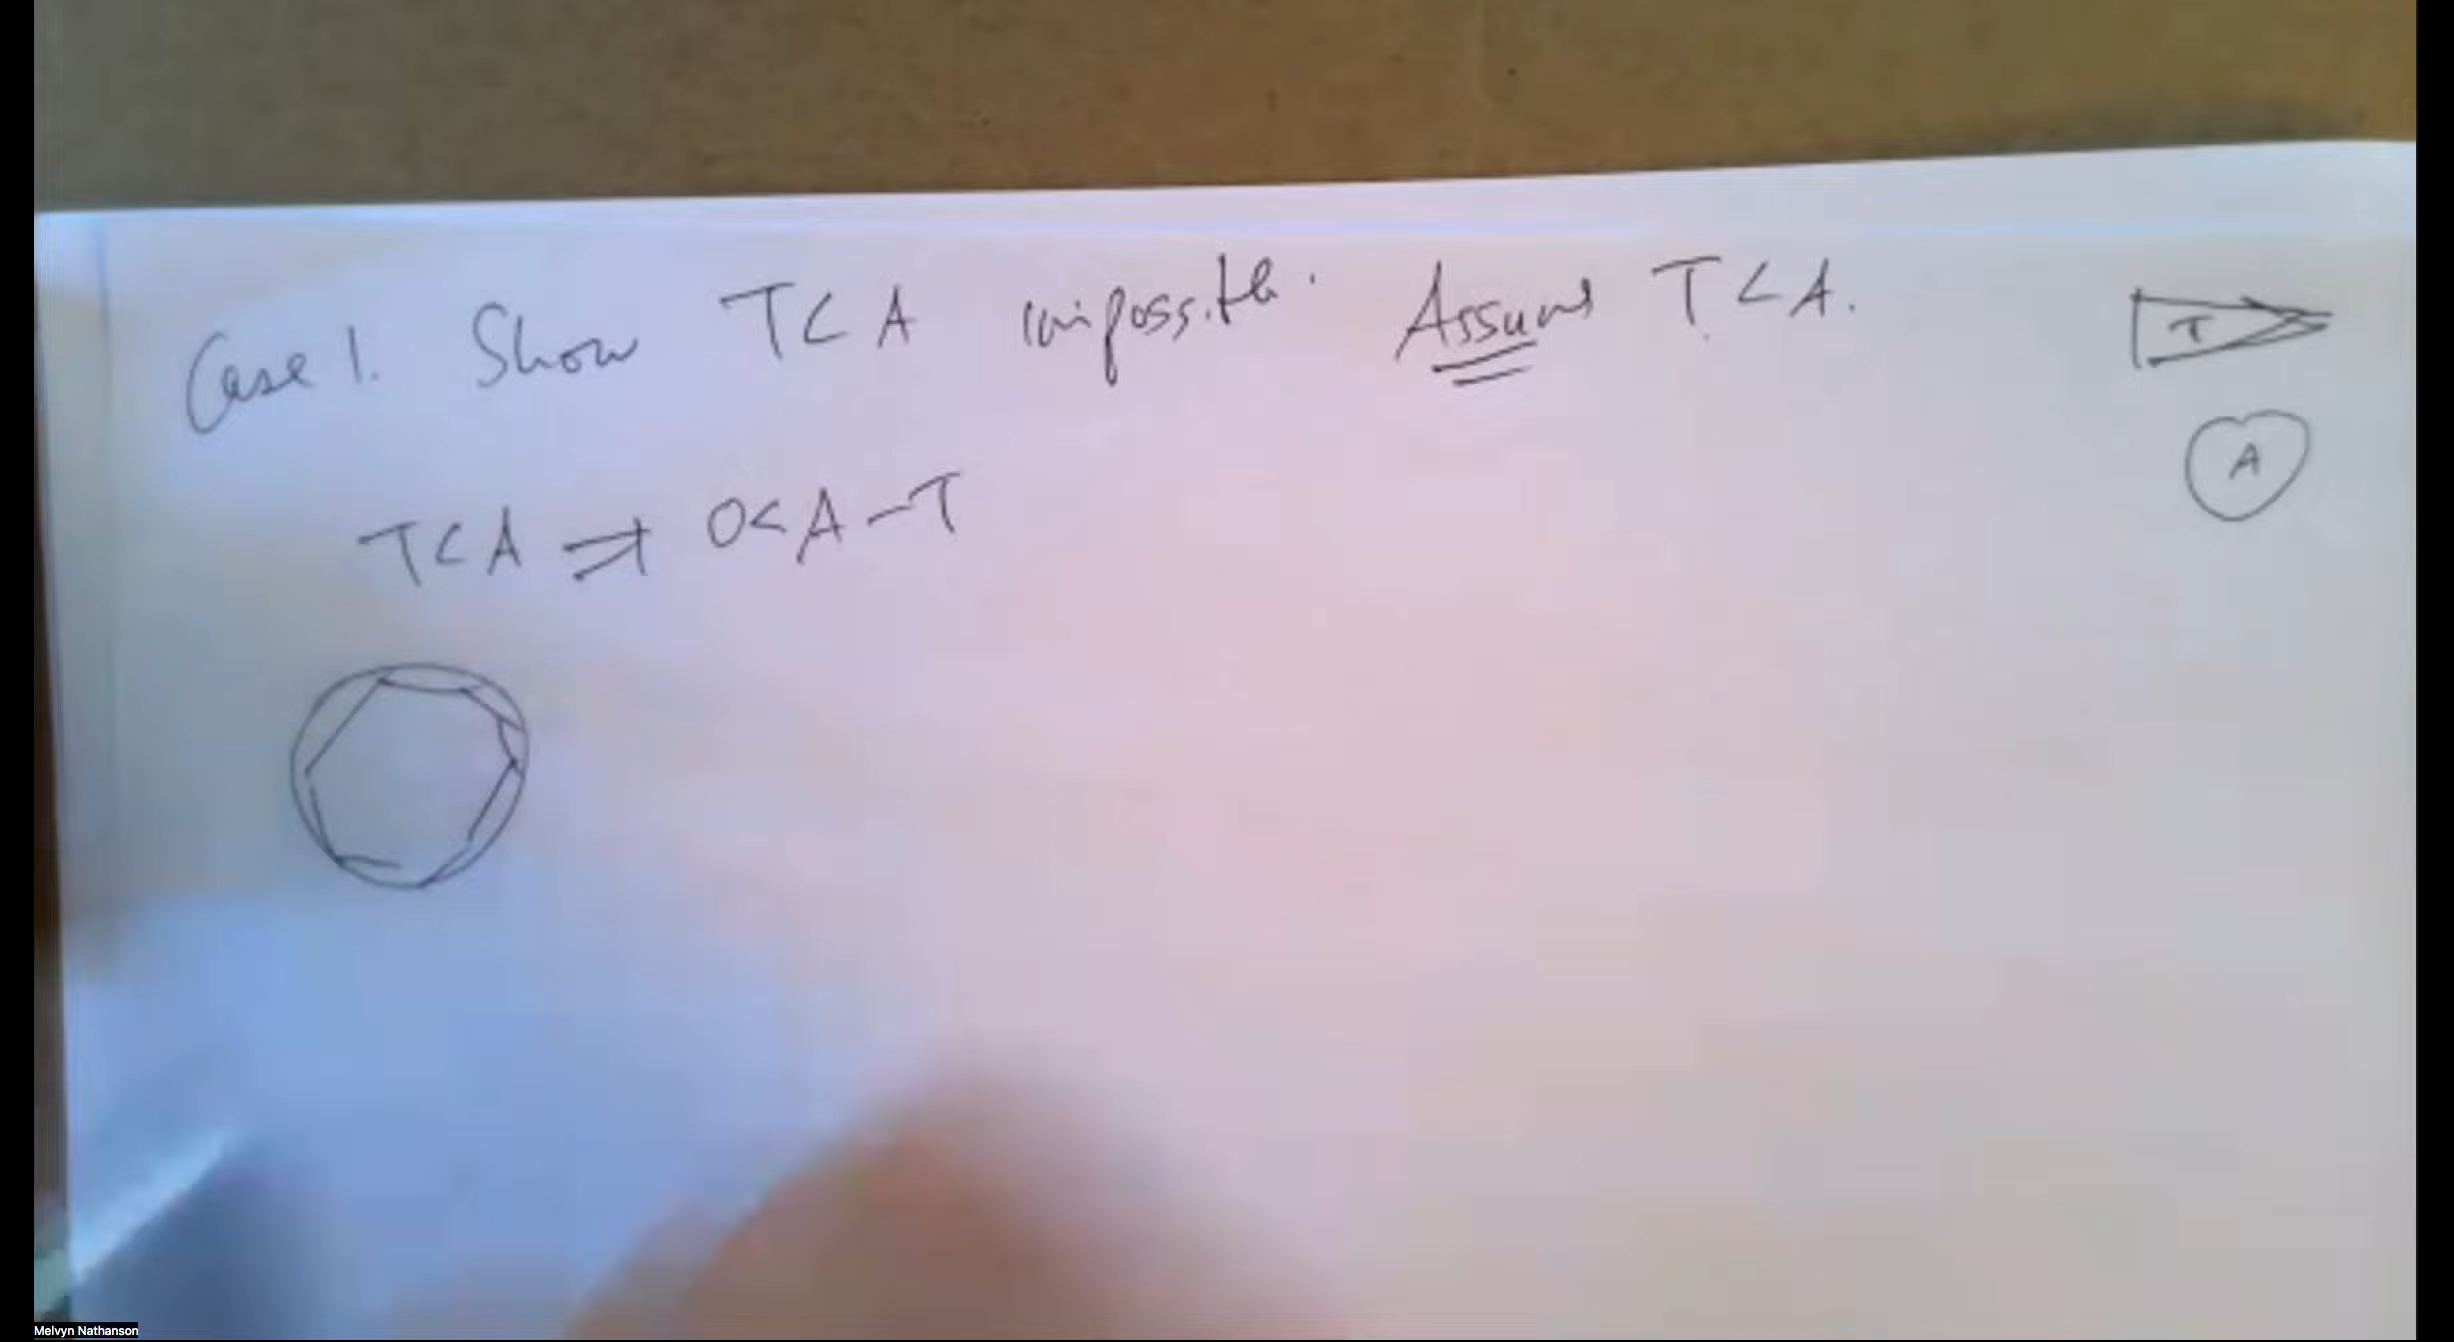 Case 1. Show T < A impossible. Assume T < A.
T
A
T < A ⇒ 0 < A - T
Melvyn Nathanson